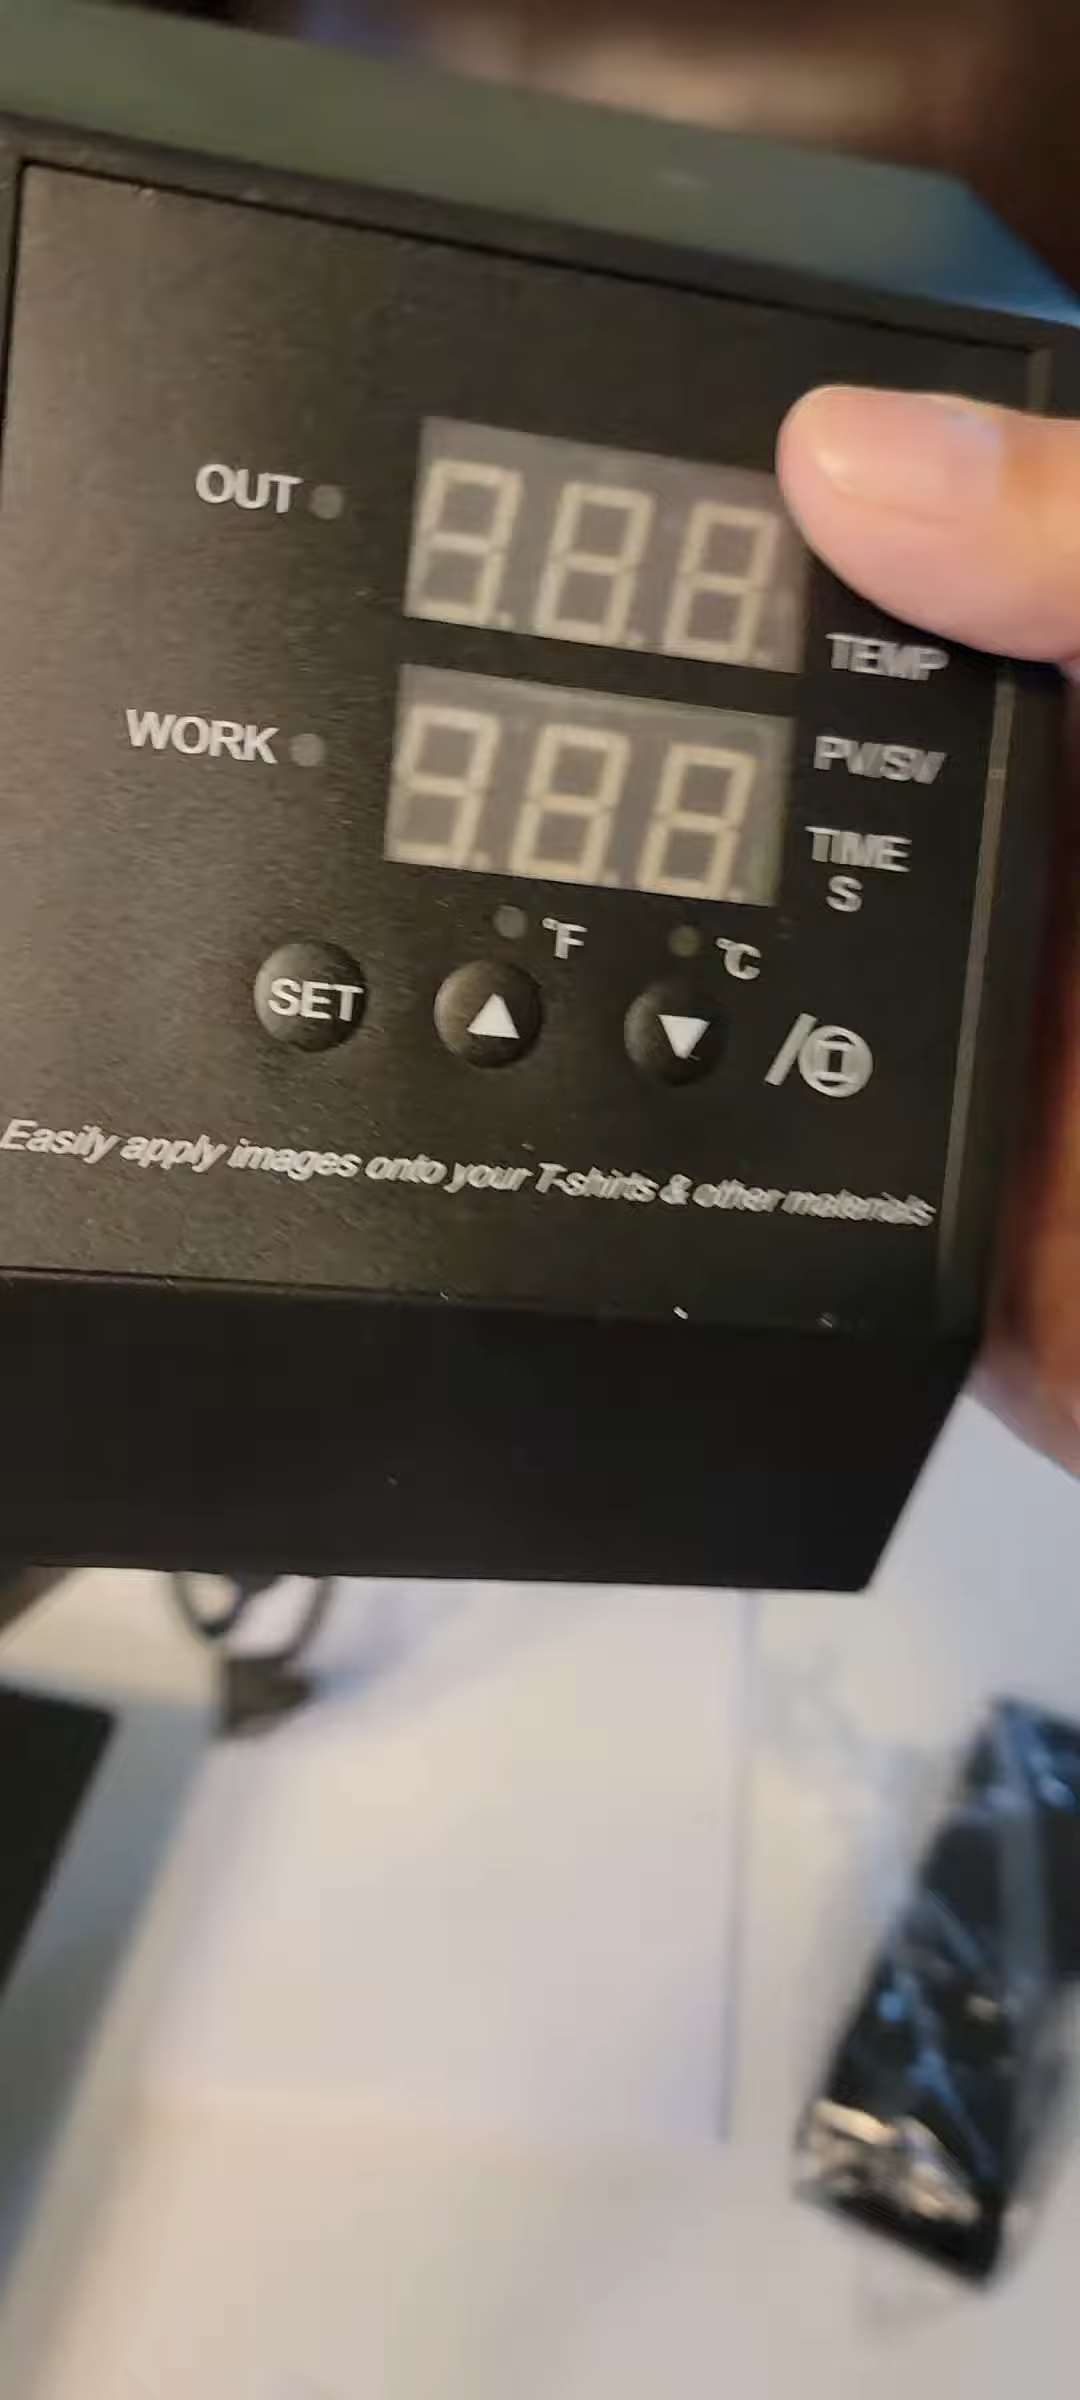 OUT
TEMP
WORK
PV/SV
TIME
S
°F °C
SET /
Easily apply images onto your T-shirts & other materials